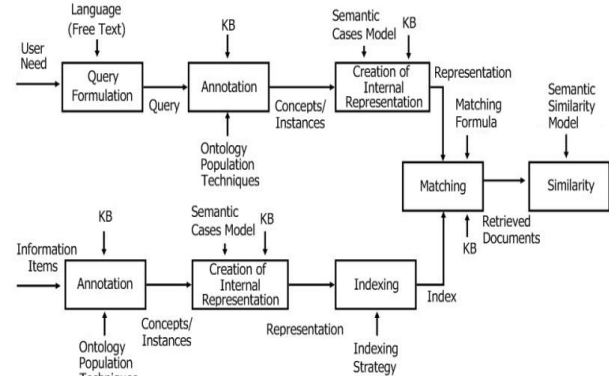 Language
(Free Text)
User
Need
Query
Formulation
Query
KB
Annotation
Ontology
Population
Techniques
Concepts/
Instances
Semantic
Cases Model
KB
Creation of
Internal
Representation
Representation
Matching
Formula
Semantic
Similarity
Model
Matching
Similarity
KB
Retrieved
Documents
Information
Items
KB
Annotation
Ontology
Population
Techniques
Concepts/
Instances
Semantic
Cases Model
KB
Creation of
Internal
Representation
Representation
Indexing
Index
Indexing
Strategy